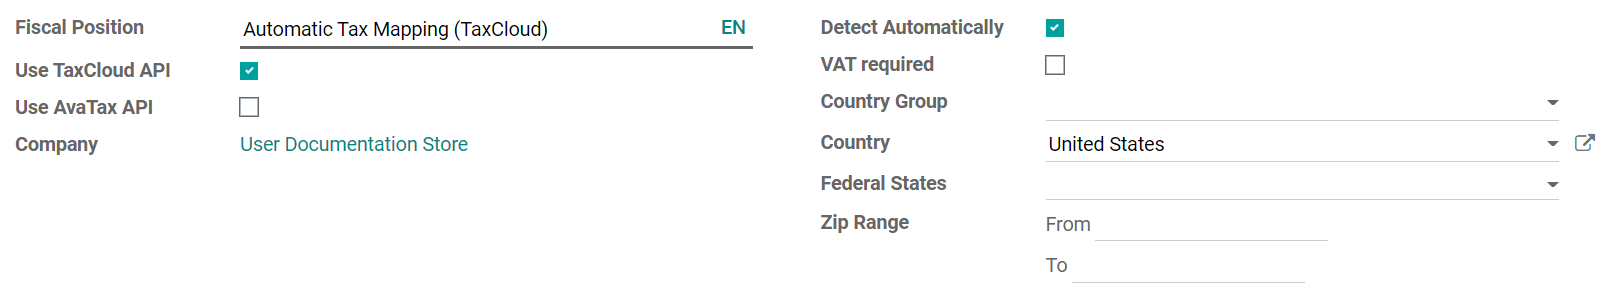 Fiscal Position Automatic Tax Mapping (TaxCloud) EN
Use TaxCloud API
Use AvaTax API
Company User Documentation Store
Detect Automatically
VAT required
Country Group
Country United States
Federal States
Zip Range From
To